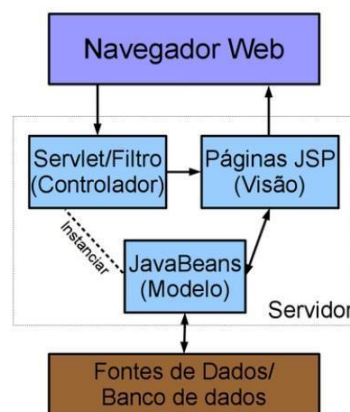 Navegador Web
Servlet/Filtro
(Controlador)
Páginas JSP
(Visão)
Instanciar
JavaBeans
(Modelo)
Servidor
Fontes de Dados/
Banco de dados